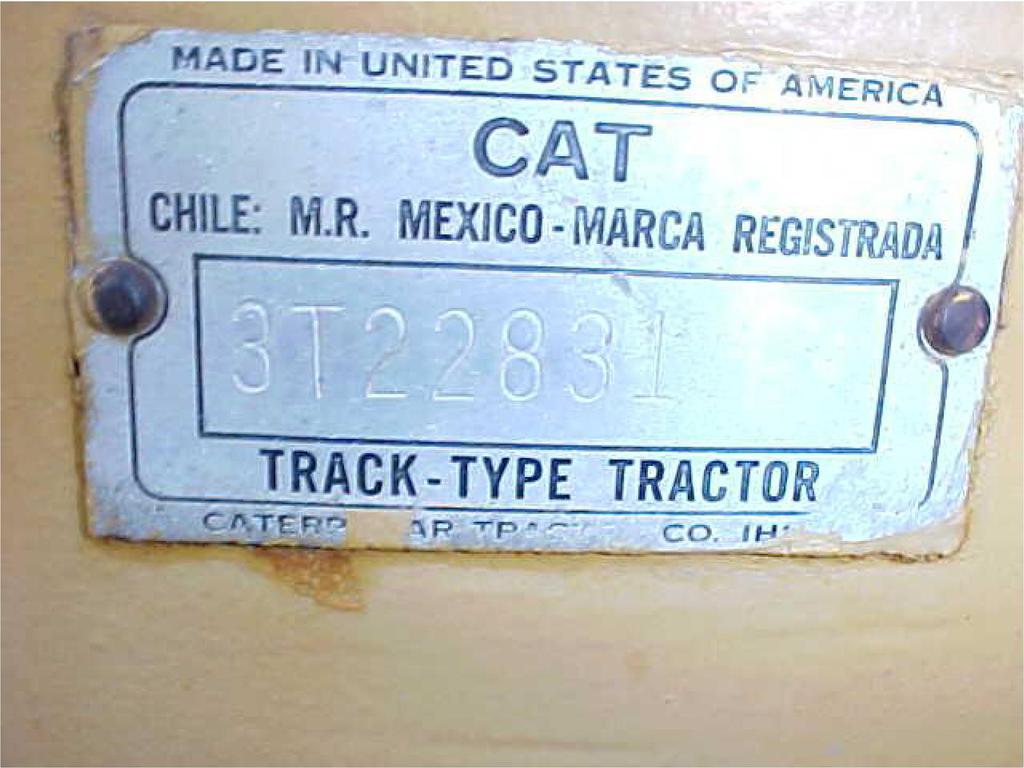 MADE IN UNITED STATES OF AMERICA
CAT
CHILE: M.R. MEXICO-MARCA REGISTRADA
3T22831
TRACK-TYPE TRACTOR
CO.